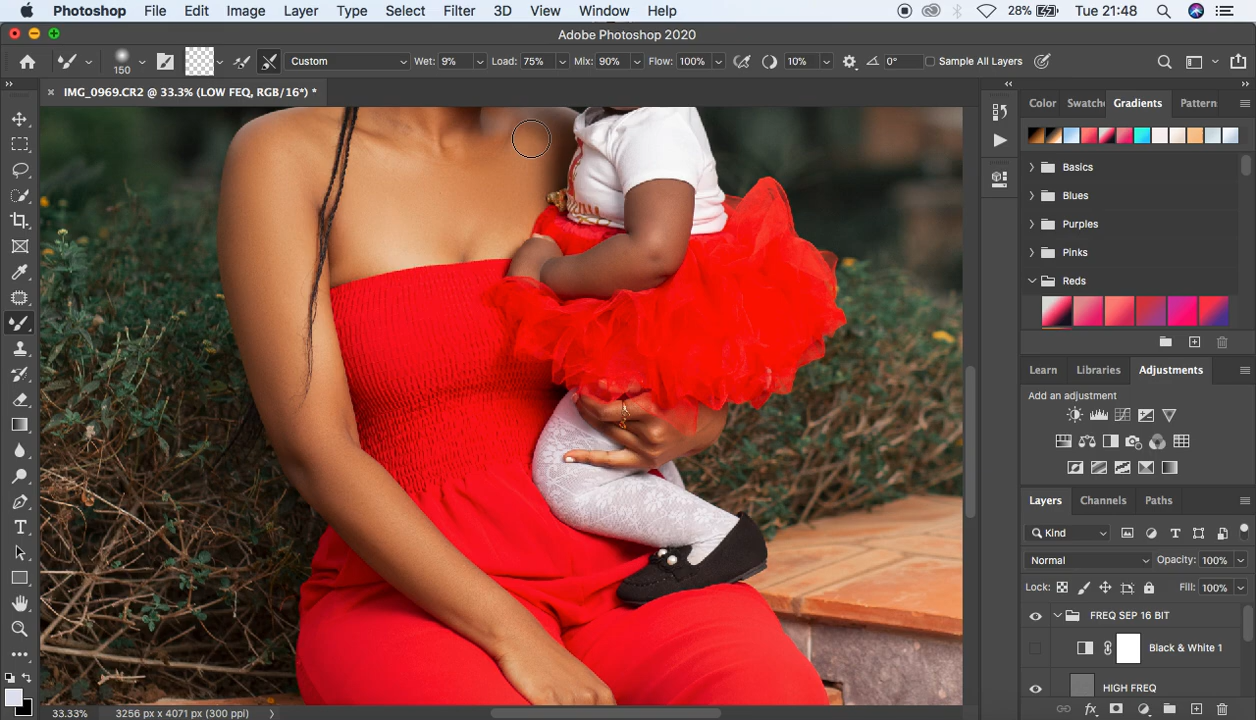 Photoshop File Edit Image Layer Type Select Filter 3D View Window Help 28% Tue 21:48
Adobe Photoshop 2020
150 Custom Wet: 9% Load: 75% Mix: 90% Flow: 100% 10% 0° Sample All Layers
IMG_0969.CR2 @ 33.3% (LOW FEQ, RGB/16*) *
Color Swatche Gradients Pattern
Basics
Blues
Purples
Pinks
Reds
Learn Libraries Adjustments
Add an adjustment
Layers Channels Paths
Kind
Normal Opacity: 100%
Lock: Fill: 100%
FREQ SEP 16 BIT
Black & White 1
HIGH FREQ
33.33% 3256 px x 4071 px (300 ppi)